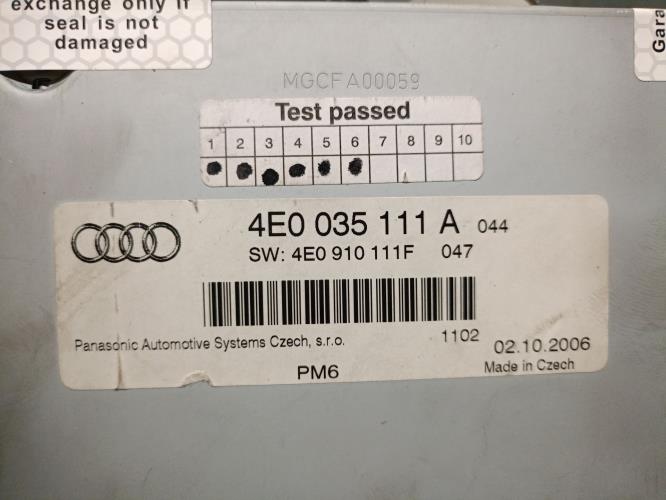 exchange only if
seal is not
damaged
Gara
MGCFA00059
Test passed
1 2 3 4 5 6 7 8 9 10
4E0 035 111 A 044
SW: 4E0 910 111F 047
Panasonic Automotive Systems Czech, s.r.o. 1102 02.10.2006
PM6 Made in Czech